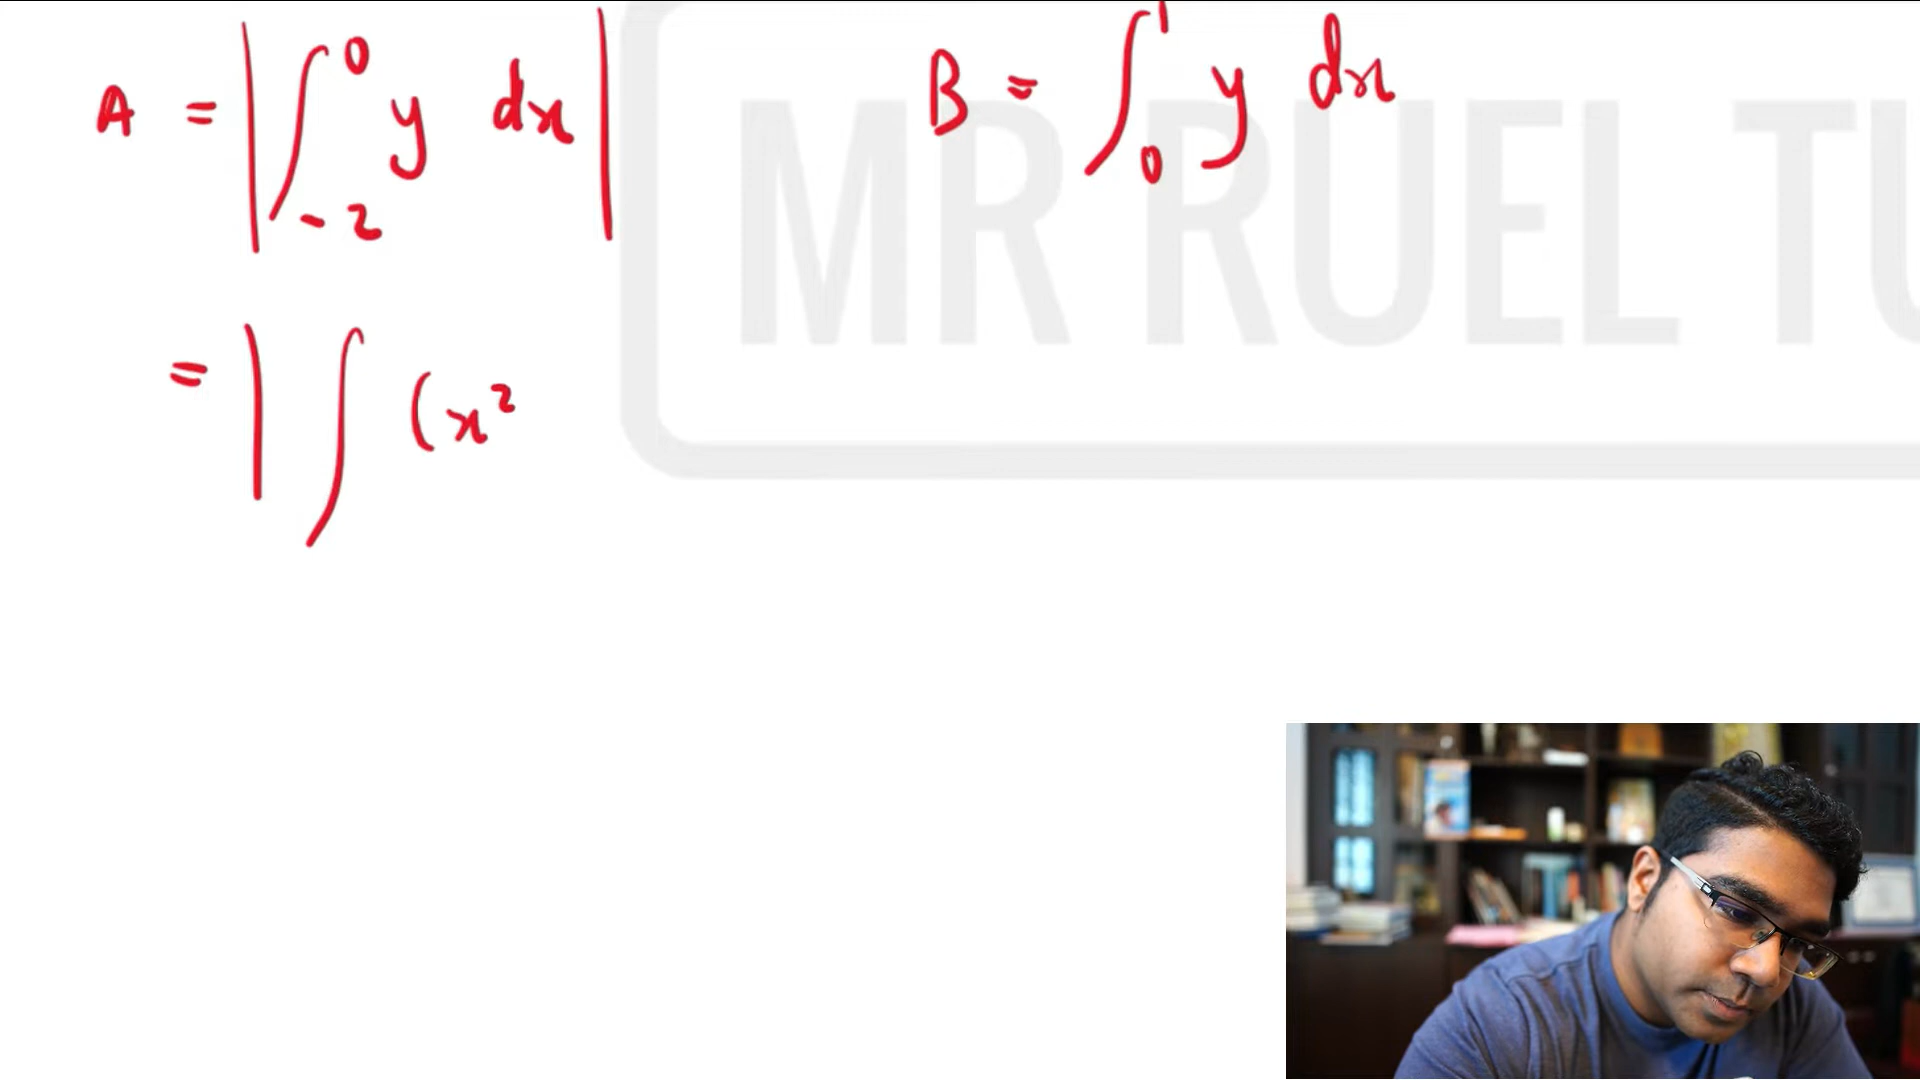 A = | ∫₋₂⁰ y dx |
B = ∫₀¹ y dx
= | ∫ (x²
MR RUEL TU